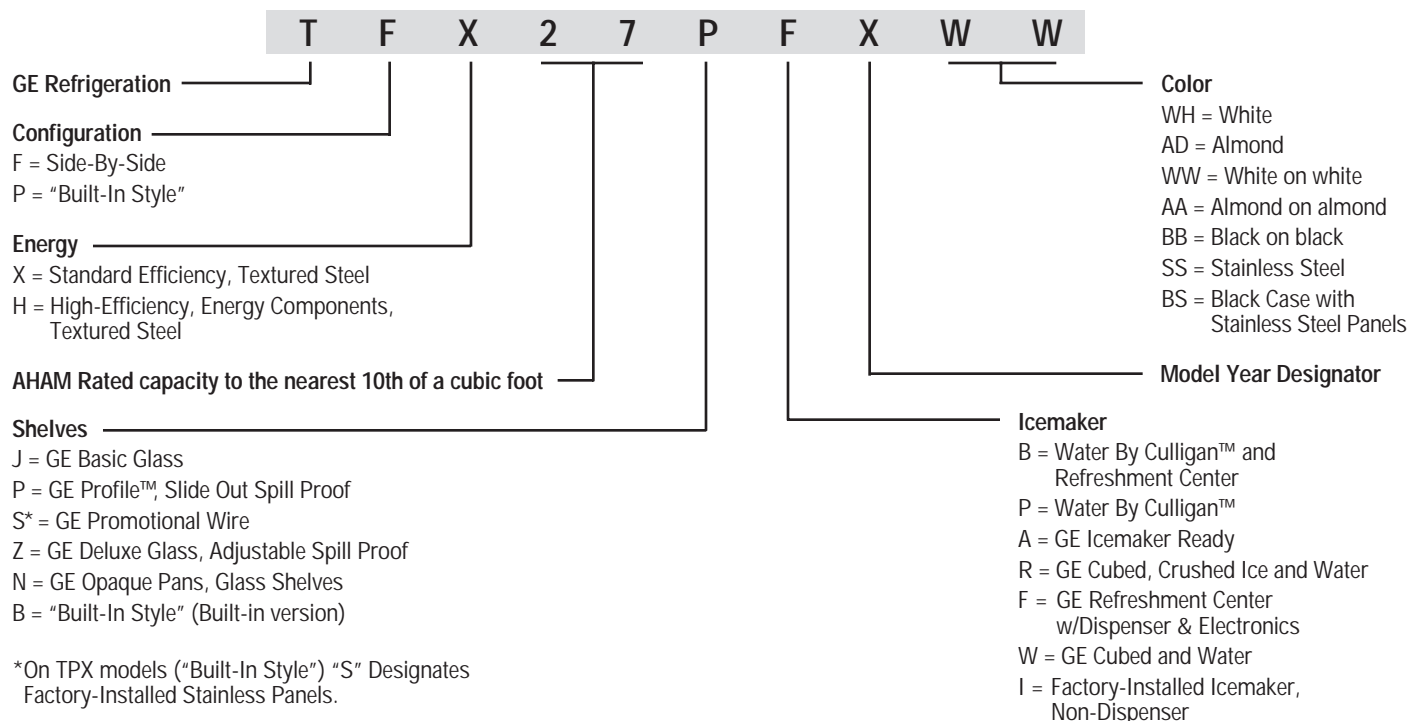 T F X 2 7 P F X W W
GE Refrigeration
Configuration
F = Side-By-Side
P = “Built-In Style”
Energy
X = Standard Efficiency, Textured Steel
H = High-Efficiency, Energy Components,
Textured Steel
AHAM Rated capacity to the nearest 10th of a cubic foot
Shelves
J = GE Basic Glass
P = GE Profile™, Slide Out Spill Proof
S* = GE Promotional Wire
Z = GE Deluxe Glass, Adjustable Spill Proof
N = GE Opaque Pans, Glass Shelves
B = “Built-In Style” (Built-in version)
*On TPX models (“Built-In Style”) “S” Designates
Factory-Installed Stainless Panels.
Color
WH = White
AD = Almond
WW = White on white
AA = Almond on almond
BB = Black on black
SS = Stainless Steel
BS = Black Case with
Stainless Steel Panels
Model Year Designator
Icemaker
B = Water By Culligan™ and
Refreshment Center
P = Water By Culligan™
A = GE Icemaker Ready
R = GE Cubed, Crushed Ice and Water
F = GE Refreshment Center
w/Dispenser & Electronics
W = GE Cubed and Water
I = Factory-Installed Icemaker,
Non-Dispenser